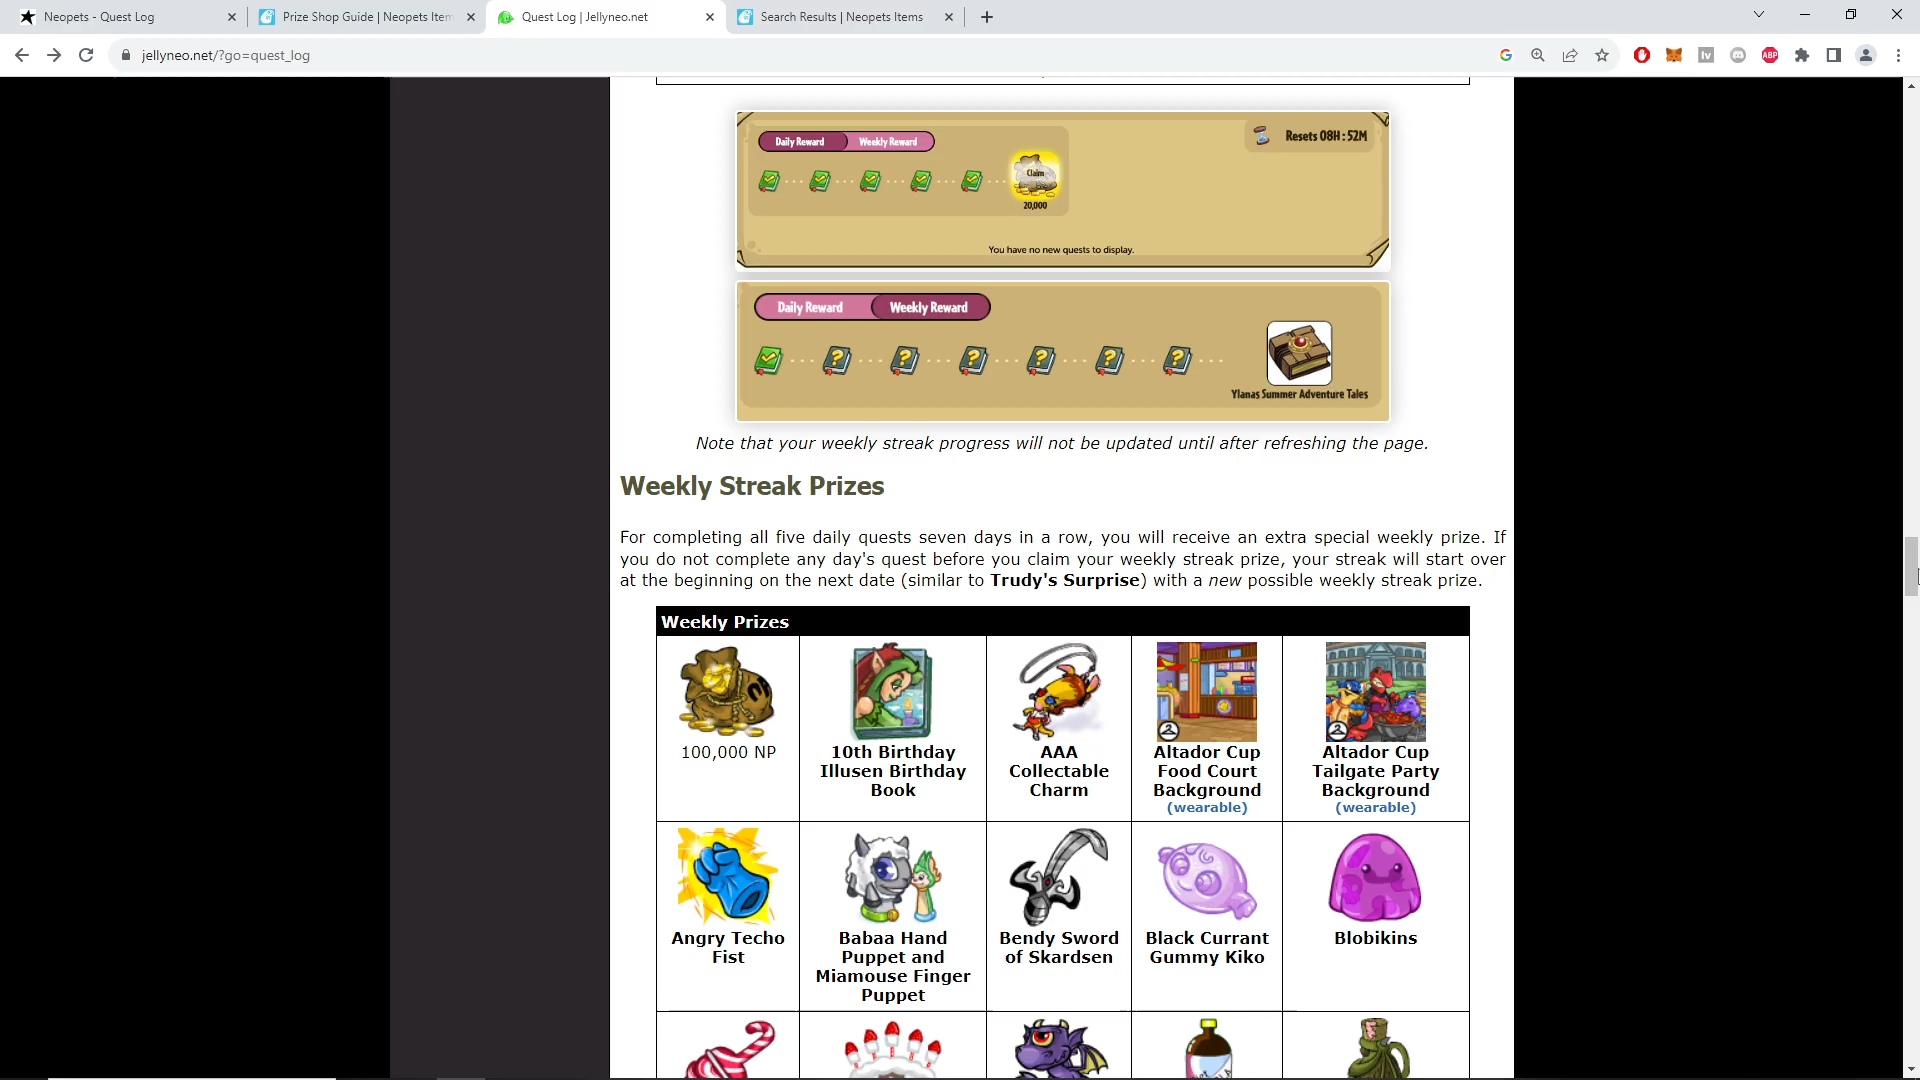 Neopets - Quest Log
Prize Shop Guide | Neopets Item
Quest Log | Jellyneo.net
Search Results | Neopets Items
jellyneo.net/?go=quest_log
ABP
Daily Reward
Weekly Reward
Resets 08H : 52M
Claim
20,000
You have no new quests to display.
Daily Reward
Weekly Reward
Ylanas Summer Adventure Tales
Note that your weekly streak progress will not be updated until after refreshing the page.
Weekly Streak Prizes
For completing all five daily quests seven days in a row, you will receive an extra special weekly prize. If
you do not complete any day's quest before you claim your weekly streak prize, your streak will start over
at the beginning on the next date (similar to Trudy's Surprise) with a new possible weekly streak prize.
Weekly Prizes
100,000 NP
10th Birthday
Illusen Birthday
Book
AAA
Collectable
Charm
Altador Cup
Food Court
Background
(wearable)
Altador Cup
Tailgate Party
Background
(wearable)
Angry Techo
Fist
Babaa Hand
Puppet and
Miamouse Finger
Puppet
Bendy Sword
of Skardsen
Black Currant
Gummy Kiko
Blobikins